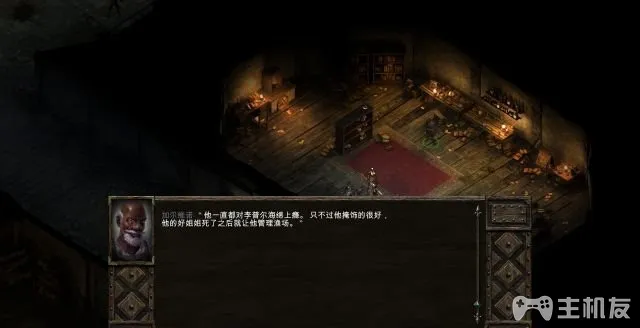 加尔维诺 “ 他一直都对李普尔海绵上瘾。 只不过他掩饰的很好，
他的好姐姐死了之后就让他管理渔场。 ”
主机友